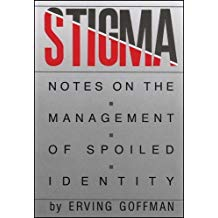 STIGMA
NOTES ON THE
MANAGEMENT
OF SPOILED
IDENTITY
by ERVING GOFFMAN